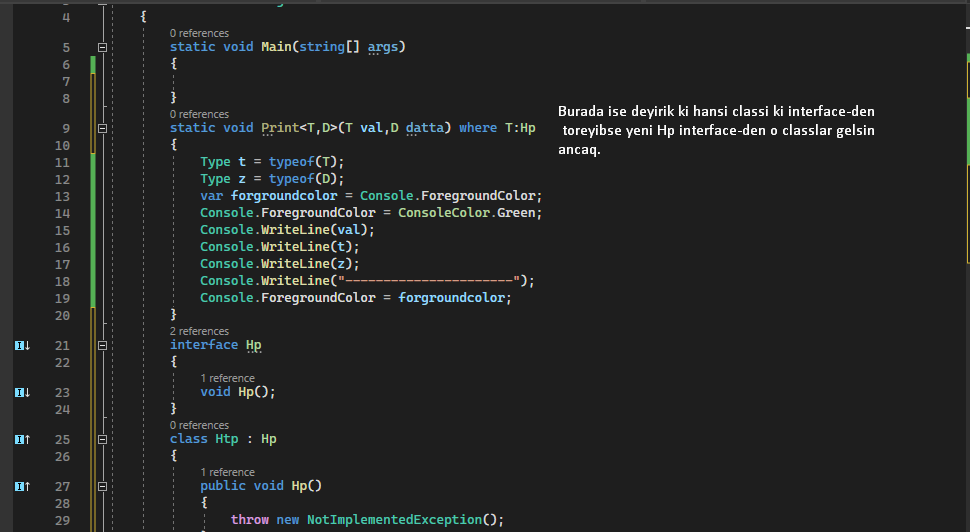 4 {
0 references
5 static void Main(string[] args)
6 {
7
8 }
0 references
9 static void Print<T,D>(T val,D datta) where T:Hp
10 {
11 Type t = typeof(T);
12 Type z = typeof(D);
13 var forgroundcolor = Console.ForegroundColor;
14 Console.ForegroundColor = ConsoleColor.Green;
15 Console.WriteLine(val);
16 Console.WriteLine(t);
17 Console.WriteLine(z);
18 Console.WriteLine("----------------------");
19 Console.ForegroundColor = forgroundcolor;
20 }
2 references
21 interface Hp
22 {
1 reference
23 void Hp();
24 }
0 references
25 class Htp : Hp
26 {
1 reference
27 public void Hp()
28 {
29 throw new NotImplementedException();
Burada ise deyirik ki hansi classi ki interface-den
toreyibse yeni Hp interface-den o classlar gelsin
ancaq.